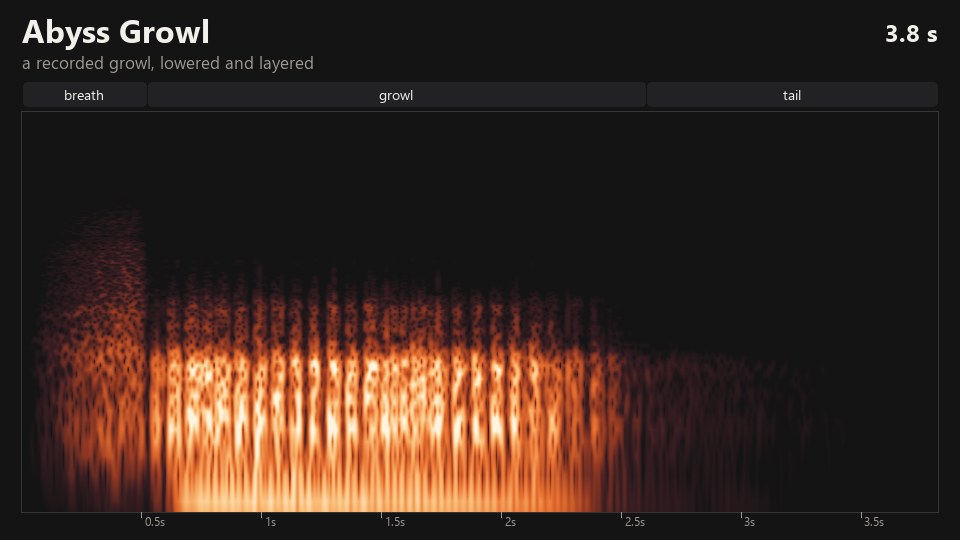 Abyss Growl
3.8 s
a recorded growl, lowered and layered
breath growl tail
0.5s 1s 1.5s 2s 2.5s 3s 3.5s